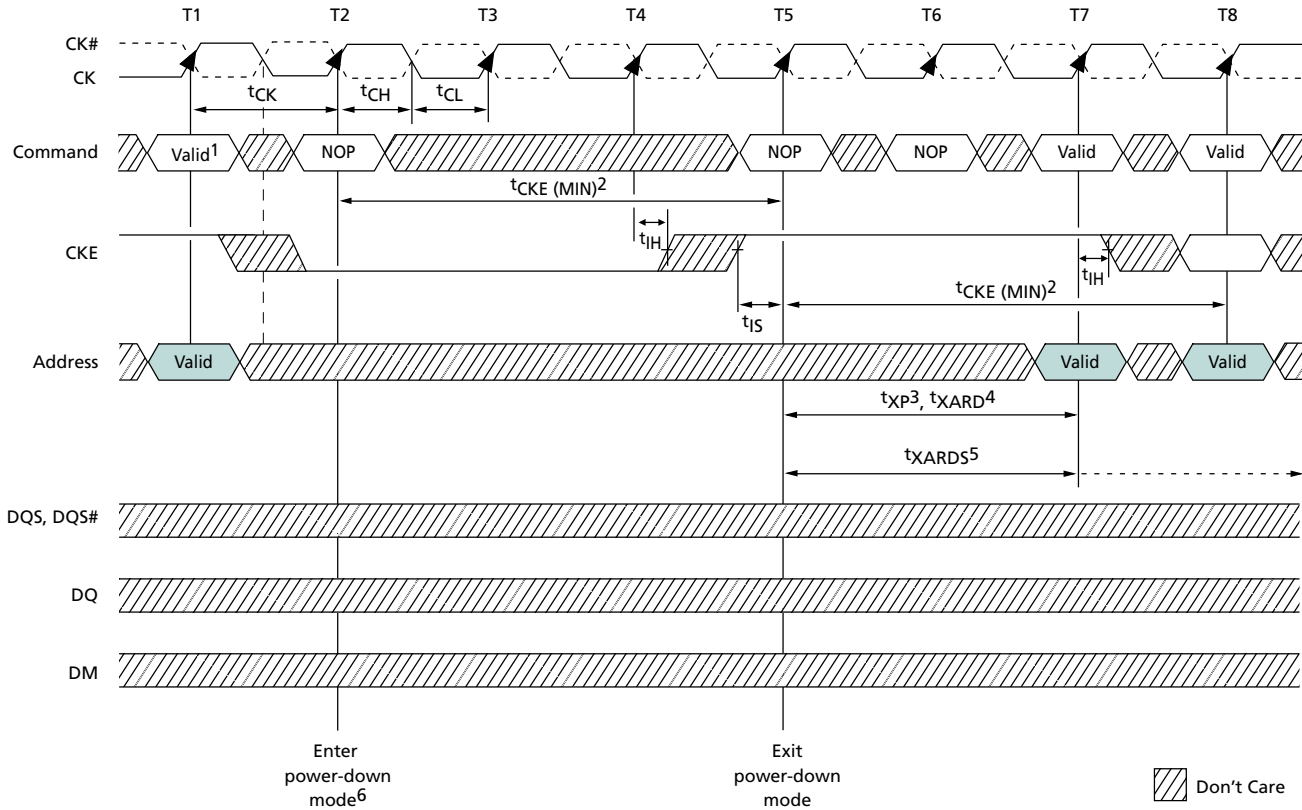 T1 T2 T3 T4 T5 T6 T7 T8
CK#
CK
tCK tCH tCL
Command Valid1 NOP NOP NOP Valid Valid
tCKE (MIN)2
tIH
CKE
tIH
tCKE (MIN)2
tIS
Address Valid Valid Valid
tXP3, tXARD4
tXARDS5
DQS, DQS#
DQ
DM
Enter
power-down
mode6
Exit
power-down
mode
Don't Care